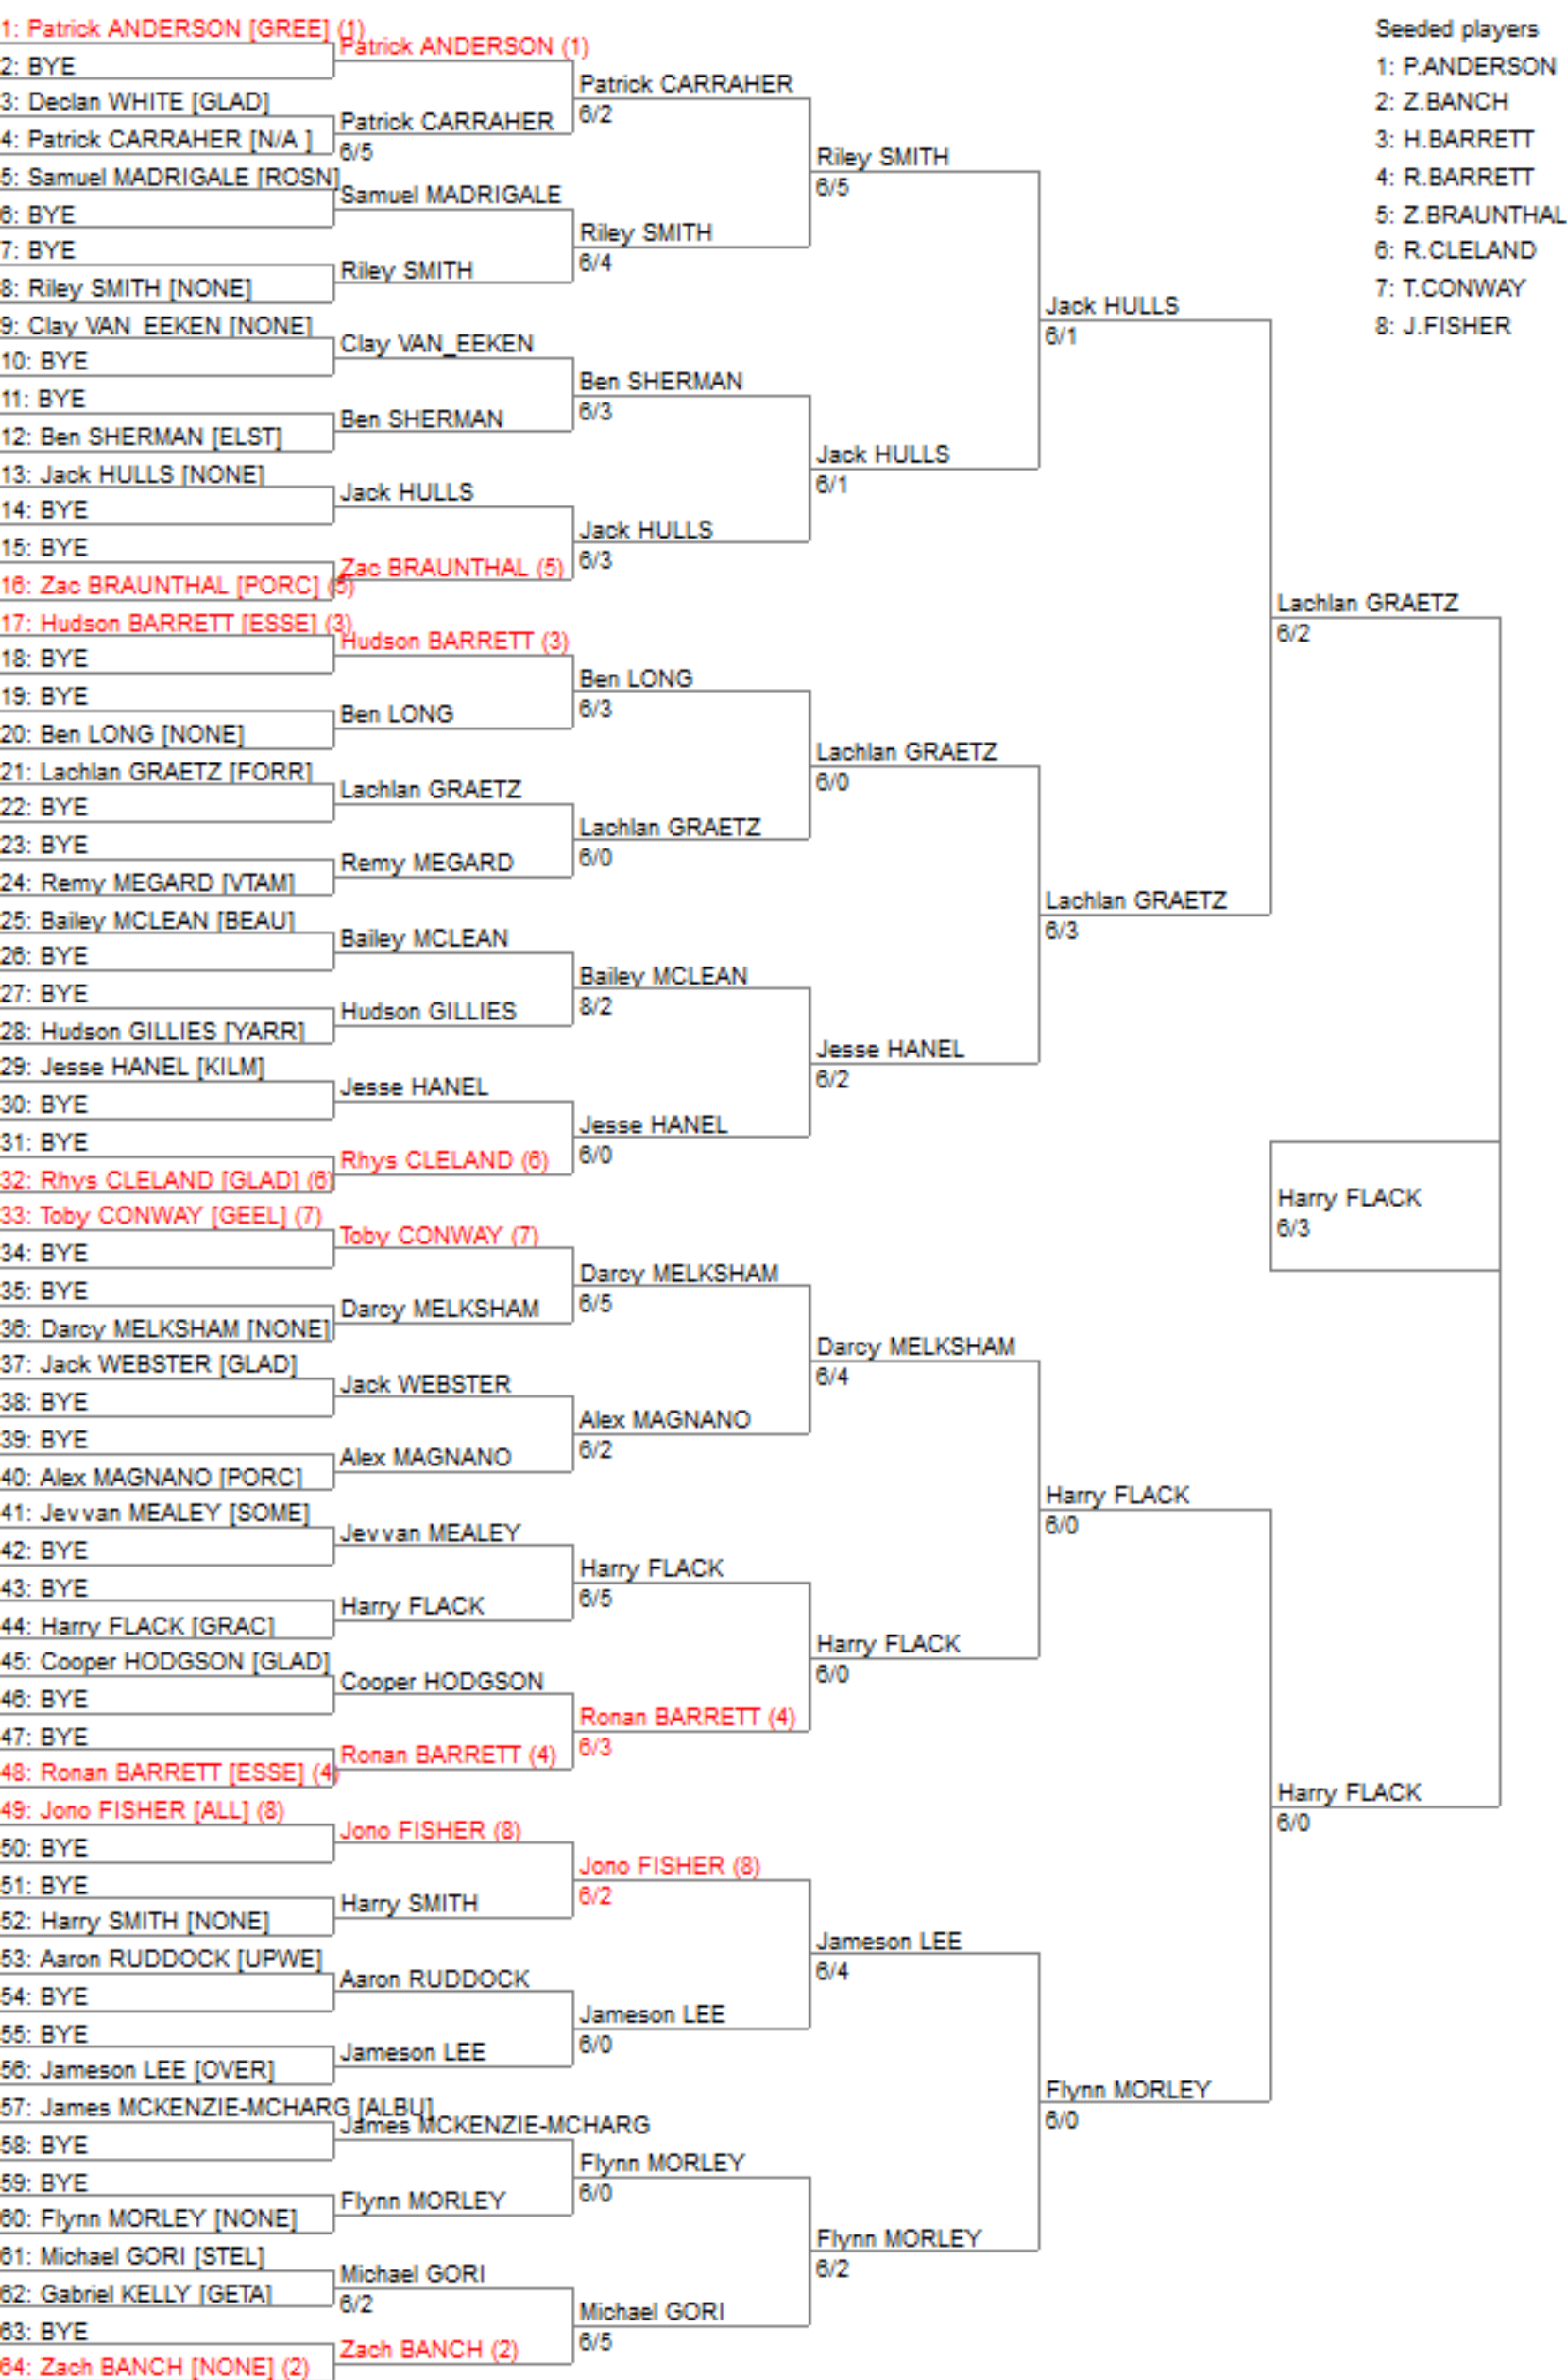 1: Patrick ANDERSON [GREE] (1)
2: BYE
3: Declan WHITE [GLAD]
4: Patrick CARRAHER [N/A ]
5: Samuel MADRIGALE [ROSN]
6: BYE
7: BYE
8: Riley SMITH [NONE]
9: Clay VAN_EEKEN [NONE]
10: BYE
11: BYE
12: Ben SHERMAN [ELST]
13: Jack HULLS [NONE]
14: BYE
15: BYE
16: Zac BRAUNTHAL [PORC] (5)
17: Hudson BARRETT [ESSE] (3)
18: BYE
19: BYE
20: Ben LONG [NONE]
21: Lachlan GRAETZ [FORR]
22: BYE
23: BYE
24: Remy MEGARD [VTAM]
25: Bailey MCLEAN [BEAU]
26: BYE
27: BYE
28: Hudson GILLIES [YARR]
29: Jesse HANEL [KILM]
30: BYE
31: BYE
32: Rhys CLELAND [GLAD] (6)
33: Toby CONWAY [GEEL] (7)
34: BYE
35: BYE
36: Darcy MELKSHAM [NONE]
37: Jack WEBSTER [GLAD]
38: BYE
39: BYE
40: Alex MAGNANO [PORC]
41: Jevvan MEALEY [SOME]
42: BYE
43: BYE
44: Harry FLACK [GRAC]
45: Cooper HODGSON [GLAD]
46: BYE
47: BYE
48: Ronan BARRETT [ESSE] (4)
49: Jono FISHER [ALL] (8)
50: BYE
51: BYE
52: Harry SMITH [NONE]
53: Aaron RUDDOCK [UPWE]
54: BYE
55: BYE
56: Jameson LEE [OVER]
57: James MCKENZIE-MCHARG [ALBU]
58: BYE
59: BYE
60: Flynn MORLEY [NONE]
61: Michael GORI [STEL]
62: Gabriel KELLY [GETA]
63: BYE
64: Zach BANCH [NONE] (2)
Patrick ANDERSON (1)
Patrick CARRAHER
6/5
Samuel MADRIGALE
Riley SMITH
Clay VAN_EEKEN
Ben SHERMAN
Jack HULLS
Zac BRAUNTHAL (5)
Hudson BARRETT (3)
Ben LONG
Lachlan GRAETZ
Remy MEGARD
Bailey MCLEAN
Hudson GILLIES
Jesse HANEL
Rhys CLELAND (6)
Toby CONWAY (7)
Darcy MELKSHAM
Jack WEBSTER
Alex MAGNANO
Jevvan MEALEY
Harry FLACK
Cooper HODGSON
Ronan BARRETT (4)
Jono FISHER (8)
Harry SMITH
Aaron RUDDOCK
Jameson LEE
James MCKENZIE-MCHARG
Flynn MORLEY
Michael GORI
6/2
Zach BANCH (2)
Patrick CARRAHER
6/2
Riley SMITH
6/4
Ben SHERMAN
6/3
Jack HULLS
6/3
Ben LONG
6/3
Lachlan GRAETZ
6/0
Bailey MCLEAN
8/2
Jesse HANEL
6/0
Darcy MELKSHAM
6/5
Alex MAGNANO
6/2
Harry FLACK
6/5
Ronan BARRETT (4)
6/3
Jono FISHER (8)
6/2
Jameson LEE
6/0
Flynn MORLEY
6/0
Michael GORI
6/5
Riley SMITH
6/5
Jack HULLS
6/1
Lachlan GRAETZ
6/0
Jesse HANEL
6/2
Darcy MELKSHAM
6/4
Harry FLACK
6/0
Jameson LEE
6/4
Flynn MORLEY
6/2
Jack HULLS
6/1
Lachlan GRAETZ
6/3
Harry FLACK
6/0
Flynn MORLEY
6/0
Lachlan GRAETZ
6/2
Harry FLACK
6/3
Harry FLACK
6/0
Seeded players
1: P.ANDERSON
2: Z.BANCH
3: H.BARRETT
4: R.BARRETT
5: Z.BRAUNTHAL
6: R.CLELAND
7: T.CONWAY
8: J.FISHER